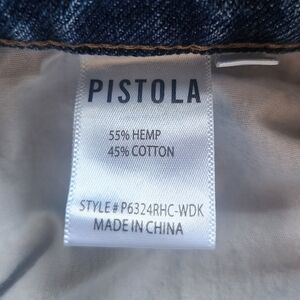 PISTOLA
55% HEMP
45% COTTON
STYLE# P6324RHC-WDK
MADE IN CHINA